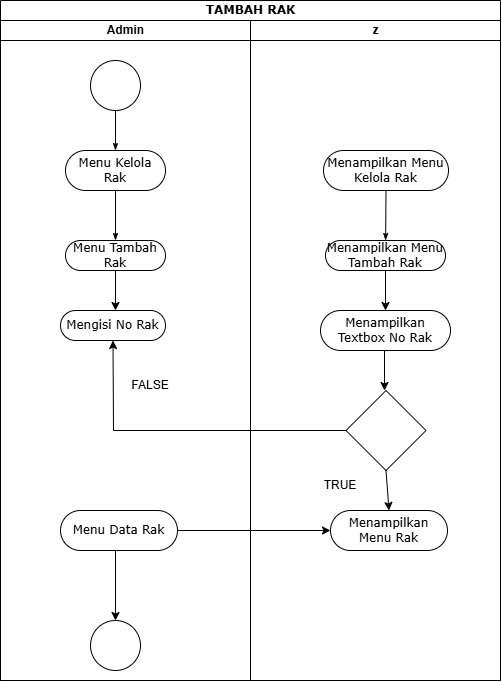 TAMBAH RAK
Admin
z
Menu Kelola
Rak
Menampilkan Menu
Kelola Rak
Menu Tambah
Rak
Menampilkan Menu
Tambah Rak
Mengisi No Rak
Menampilkan
Textbox No Rak
FALSE
TRUE
Menu Data Rak
Menampilkan
Menu Rak